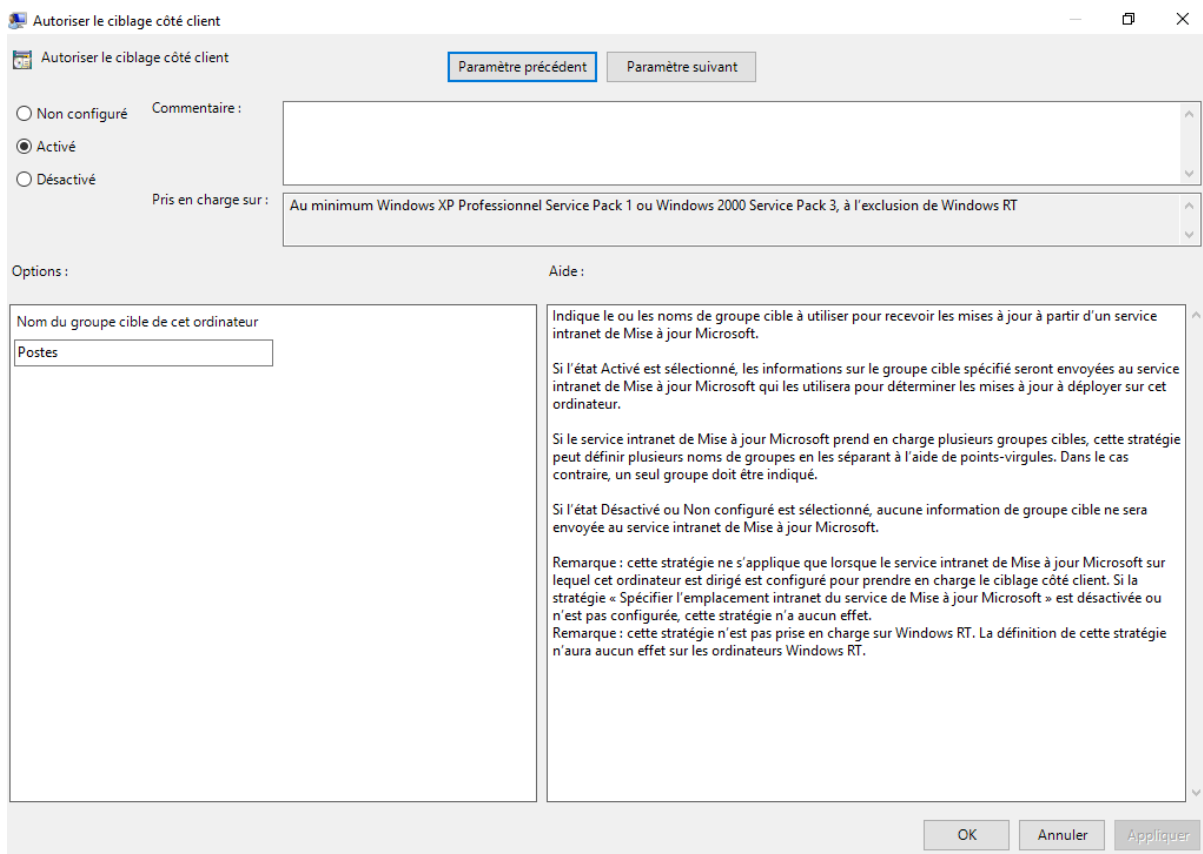 Autoriser le ciblage côté client
Autoriser le ciblage côté client
Paramètre précédent
Paramètre suivant
Non configuré
Commentaire :
Activé
Désactivé
Pris en charge sur :
Au minimum Windows XP Professionnel Service Pack 1 ou Windows 2000 Service Pack 3, à l’exclusion de Windows RT
Options :
Aide :
Nom du groupe cible de cet ordinateur
Postes
Indique le ou les noms de groupe cible à utiliser pour recevoir les mises à jour à partir d’un service
intranet de Mise à jour Microsoft.
Si l’état Activé est sélectionné, les informations sur le groupe cible spécifié seront envoyées au service
intranet de Mise à jour Microsoft qui les utilisera pour déterminer les mises à jour à déployer sur cet
ordinateur.
Si le service intranet de Mise à jour Microsoft prend en charge plusieurs groupes cibles, cette stratégie
peut définir plusieurs noms de groupes en les séparant à l’aide de points-virgules. Dans le cas
contraire, un seul groupe doit être indiqué.
Si l’état Désactivé ou Non configuré est sélectionné, aucune information de groupe cible ne sera
envoyée au service intranet de Mise à jour Microsoft.
Remarque : cette stratégie ne s’applique que lorsque le service intranet de Mise à jour Microsoft sur
lequel cet ordinateur est dirigé est configuré pour prendre en charge le ciblage côté client. Si la
stratégie « Spécifier l’emplacement intranet du service de Mise à jour Microsoft » est désactivée ou
n’est pas configurée, cette stratégie n’a aucun effet.
Remarque : cette stratégie n’est pas prise en charge sur Windows RT. La définition de cette stratégie
n’aura aucun effet sur les ordinateurs Windows RT.
OK
Annuler
Appliquer